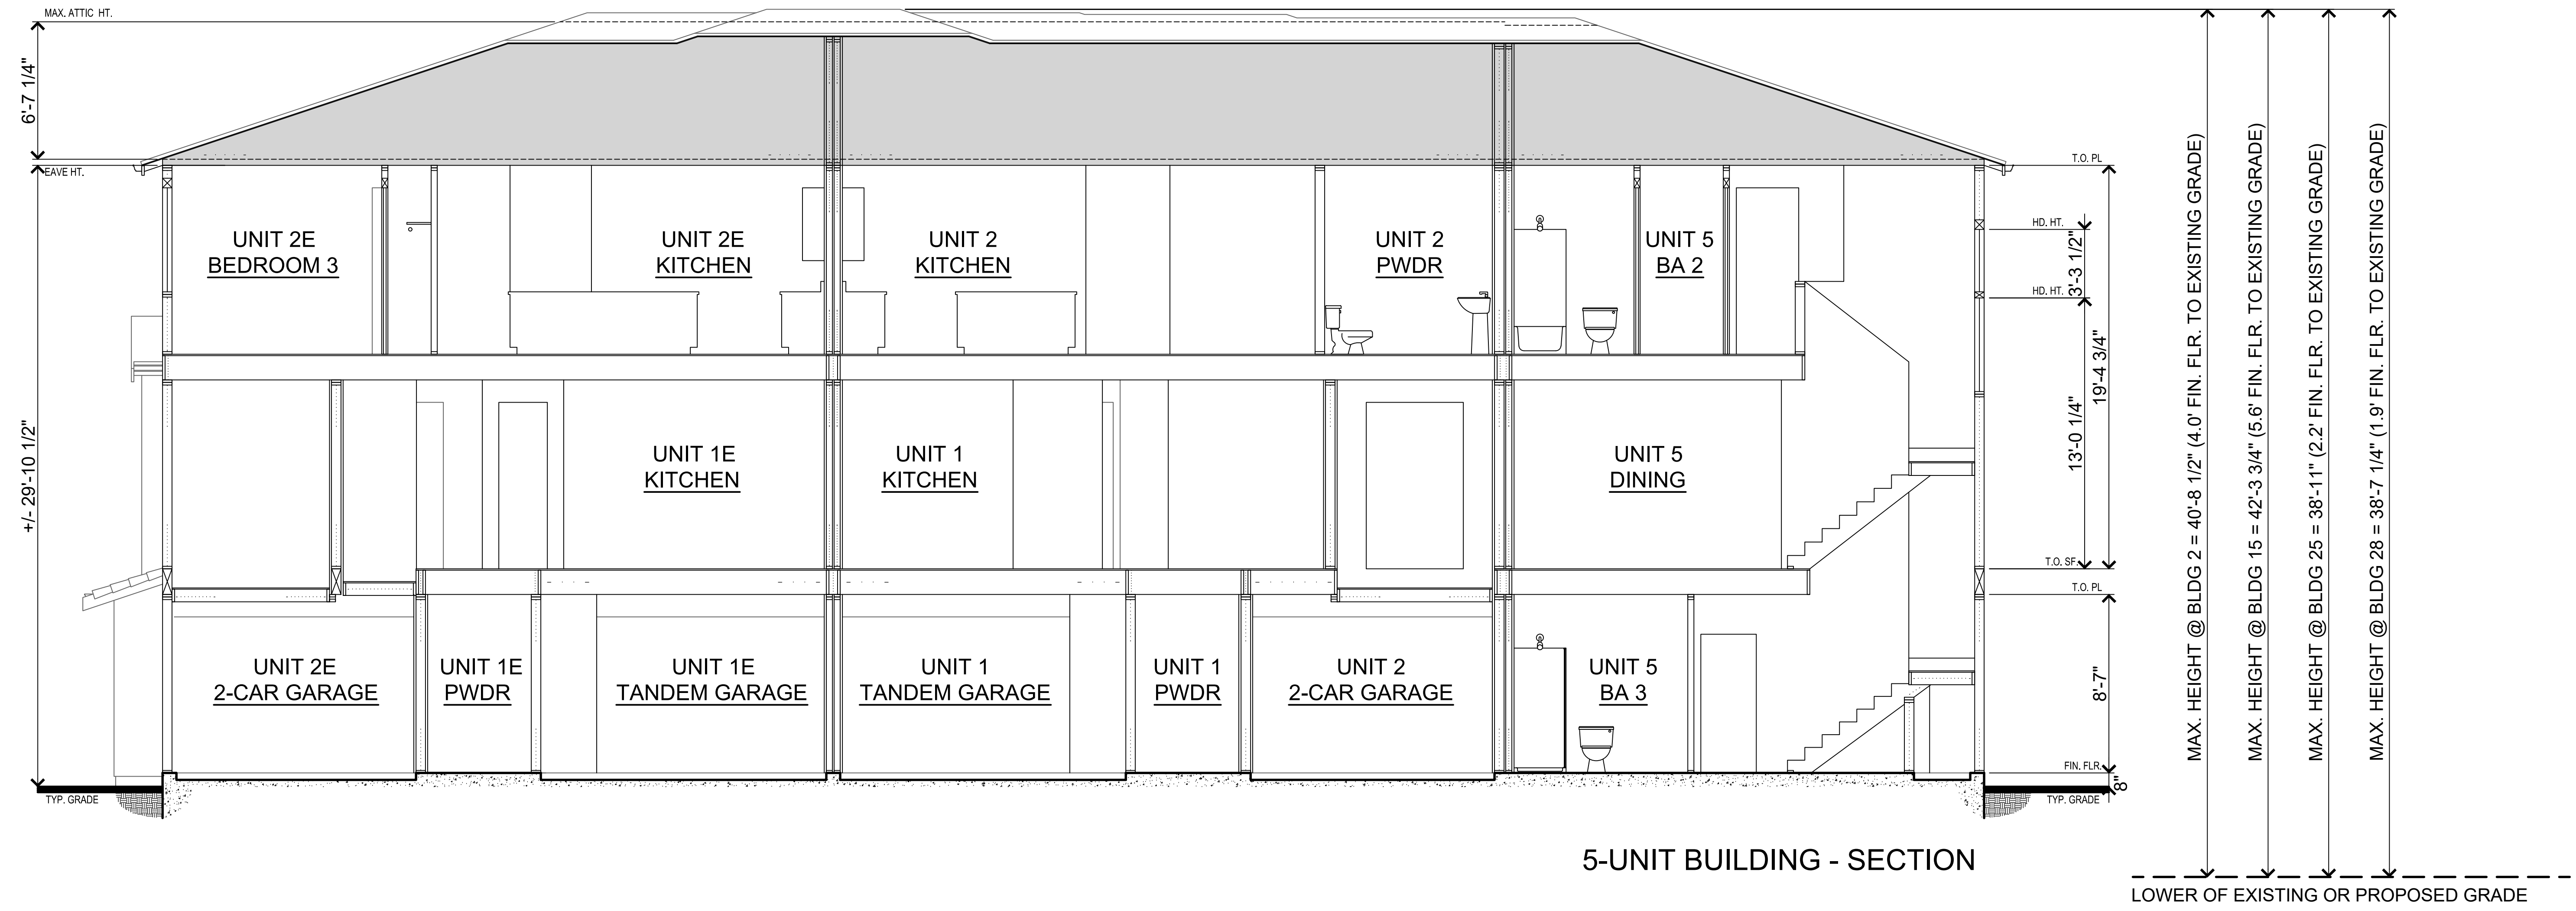 MAX. ATTIC HT.
6'-7 1/4"
EAVE HT.
+/- 29'-10 1/2"
TYP. GRADE
UNIT 2E
BEDROOM 3
UNIT 2E
KITCHEN
UNIT 2
KITCHEN
UNIT 2
PWDR
UNIT 5
BA 2
UNIT 1E
KITCHEN
UNIT 1
KITCHEN
UNIT 5
DINING
UNIT 2E
2-CAR GARAGE
UNIT 1E
PWDR
UNIT 1E
TANDEM GARAGE
UNIT 1
TANDEM GARAGE
UNIT 1
PWDR
UNIT 2
2-CAR GARAGE
UNIT 5
BA 3
T.O. PL
HD. HT.
3'-3 1/2"
HD. HT.
19'-4 3/4"
13'-0 1/4"
T.O. SF.
T.O. PL
8'-7"
FIN. FLR.
8"
TYP. GRADE
MAX. HEIGHT @ BLDG 2 = 40'-8 1/2" (4.0' FIN. FLR. TO EXISTING GRADE)
MAX. HEIGHT @ BLDG 15 = 42'-3 3/4" (5.6' FIN. FLR. TO EXISTING GRADE)
MAX. HEIGHT @ BLDG 25 = 38'-11" (2.2' FIN. FLR. TO EXISTING GRADE)
MAX. HEIGHT @ BLDG 28 = 38'-7 1/4" (1.9' FIN. FLR. TO EXISTING GRADE)
5-UNIT BUILDING - SECTION
LOWER OF EXISTING OR PROPOSED GRADE